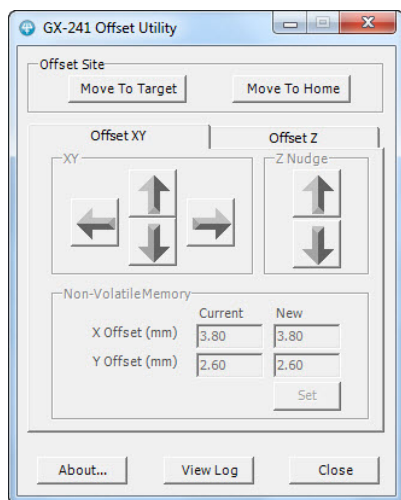 GX-241 Offset Utility
Offset Site
Move To Target Move To Home
Offset XY Offset Z
XY Z Nudge
Non-VolatileMemory
Current New
X Offset (mm) 3.80 3.80
Y Offset (mm) 2.60 2.60
Set
About... View Log Close